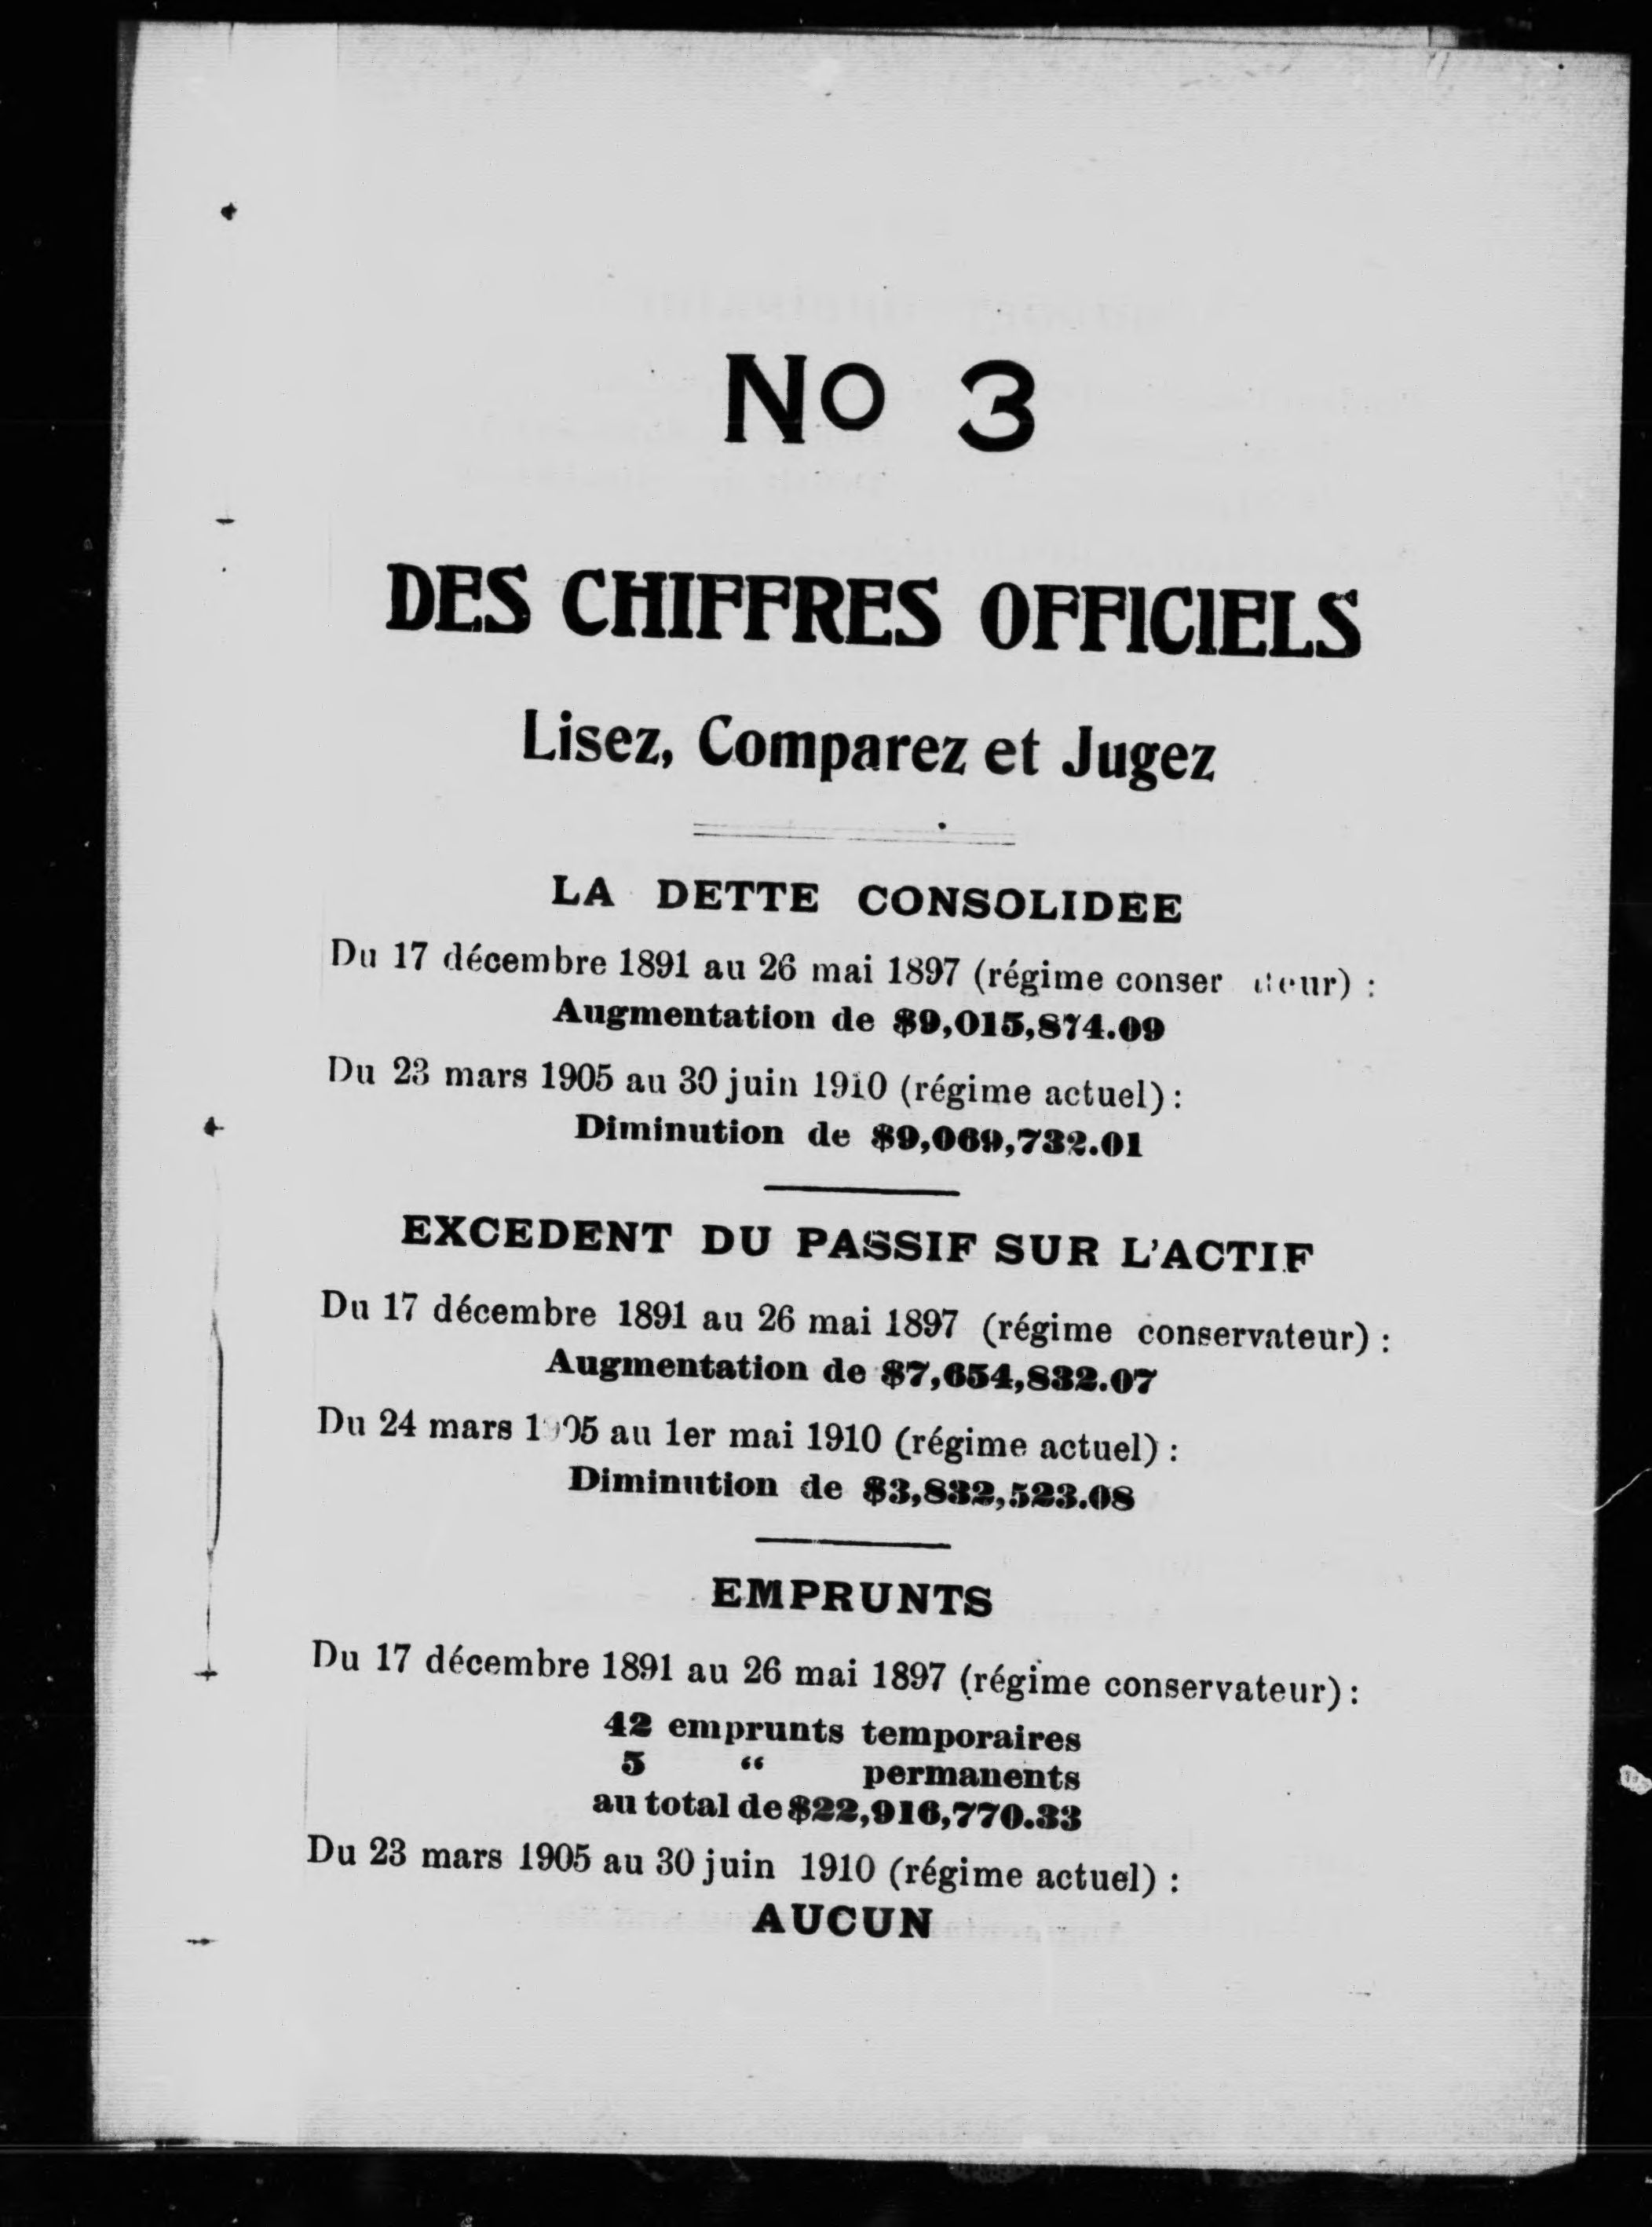 No 3
DES CHIFFRES OFFICIELS
Lisez, Comparez et Jugez
LA DETTE CONSOLIDEE
Du 17 décembre 1891 au 26 mai 1897 (régime conser teur) :
Augmentation de $9,015,874.09
Du 23 mars 1905 au 30 juin 1910 (régime actuel) :
Diminution de $9,069,732.01
EXCEDENT DU PASSIF SUR L'ACTIF
Du 17 décembre 1891 au 26 mai 1897 (régime conservateur) :
Augmentation de $7,654,832.07
Du 24 mars 1905 au 1er mai 1910 (régime actuel) :
Diminution de $3,832,523.08
EMPRUNTS
Du 17 décembre 1891 au 26 mai 1897 (régime conservateur) :
42 emprunts temporaires
5 “ permanents
au total de $22,916,770.33
Du 23 mars 1905 au 30 juin 1910 (régime actuel) :
AUCUN